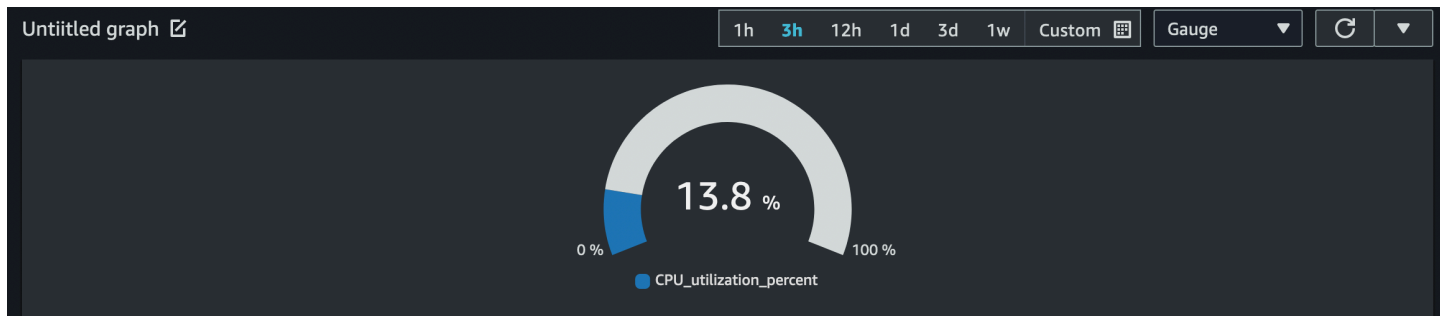 Untiitled graph
1h 3h 12h 1d 3d 1w Custom Gauge
13.8 %
0 % 100 %
CPU_utilization_percent